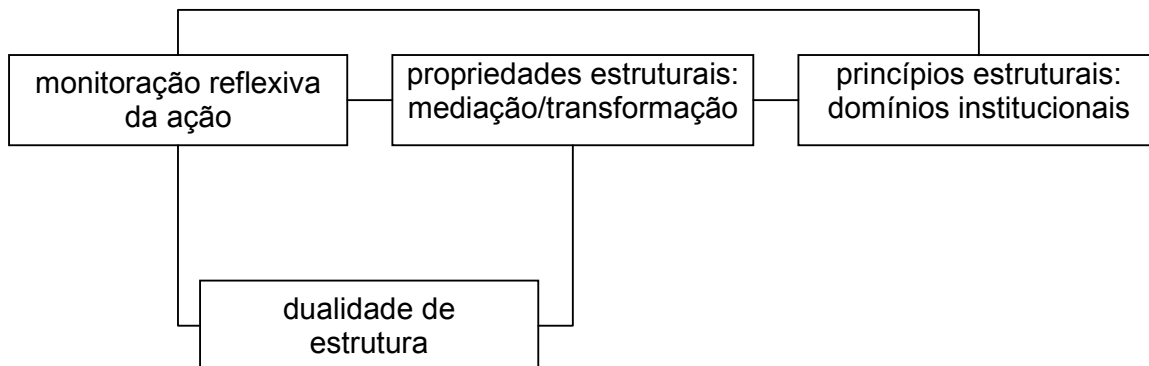 monitoração reflexiva
da ação
propriedades estruturais:
mediação/transformação
princípios estruturais:
domínios institucionais
dualidade de
estrutura